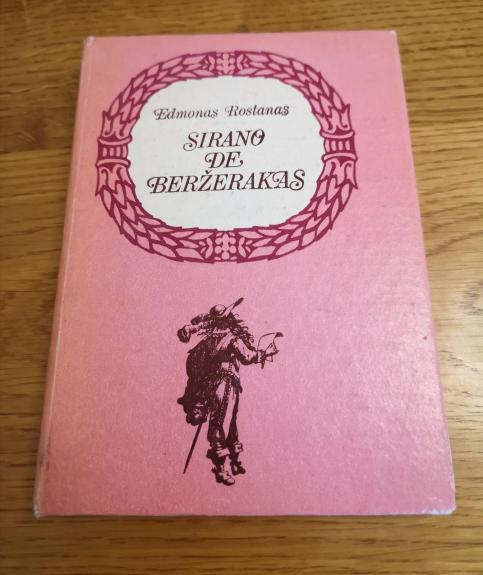 Edmonas Rostanas
SIRANO
DE
BERŽERAKAS